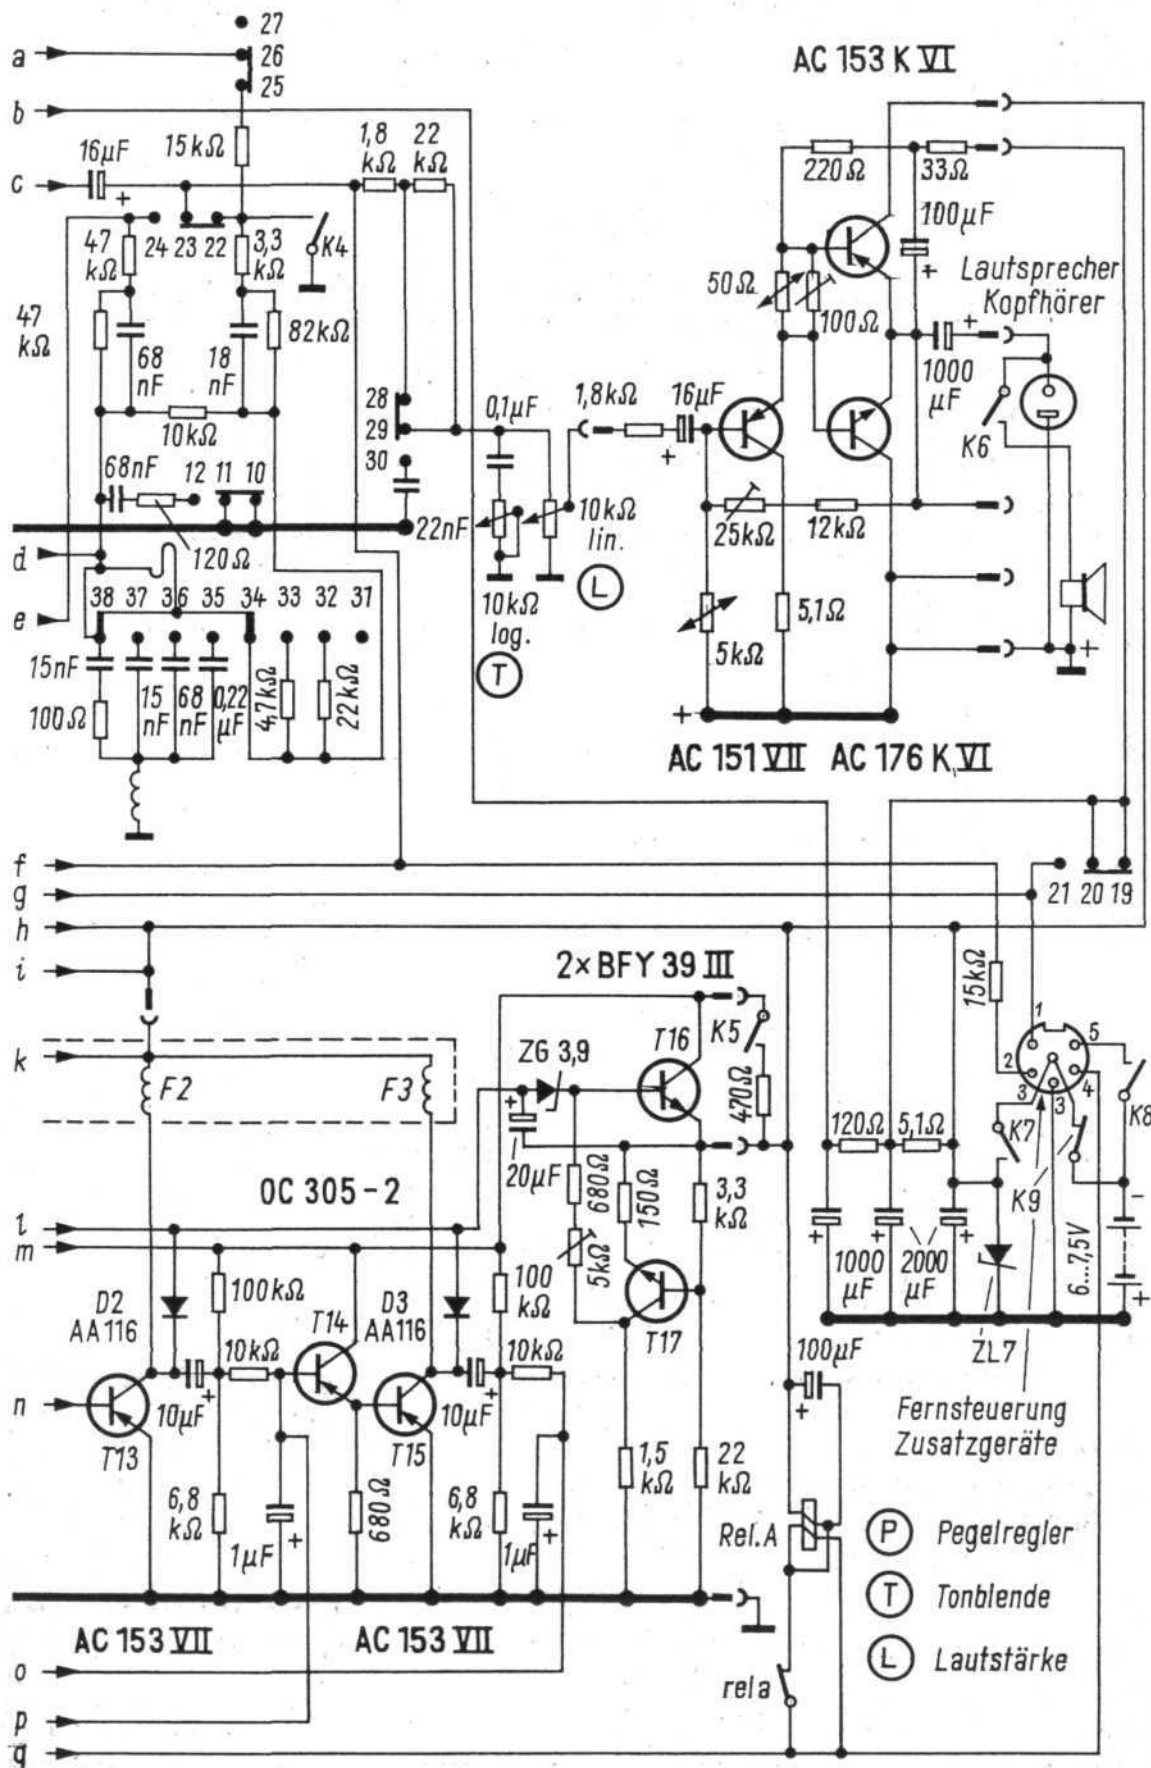 27
a
26
25
AC 153 K VI
b
15kΩ
1,8 kΩ
22 kΩ
16µF
+
c
220Ω
33Ω
100µF
+
24
23
22
47 kΩ
3,3 kΩ
K4
Lautsprecher
Kopfhörer
50Ω
100Ω
47 kΩ
68 nF
18 nF
82kΩ
+
1000 µF
28
29
30
0,1µF
1,8kΩ
16µF
+
K6
10kΩ
68nF
12
11
10
22nF
10kΩ lin.
25kΩ
12kΩ
d
120Ω
L
e
38
37
36
35
34
33
32
31
10kΩ log.
T
5,1Ω
5kΩ
15nF
100Ω
15 nF
68 nF
0,22 µF
4,7kΩ
22kΩ
+
+
AC 151 VII
AC 176 K VI
f
g
21
20
19
h
i
2×BFY 39 III
15kΩ
K5
T16
ZG 3,9
1
5
2
4
3
3
k
F2
F3
470Ω
+
20µF
120Ω
5,1Ω
K7
K8
680Ω
150Ω
3,3 kΩ
K9
OC 305-2
l
m
5kΩ
+
1000 µF
+
2000 µF
+
6...7,5V
-
+
100kΩ
100 kΩ
D2
AA116
T14
D3
AA116
T17
ZL7
10kΩ
10kΩ
100µF
+
n
10µF
+
10µF
+
Fernsteuerung
Zusatzgeräte
T13
T15
1,5 kΩ
22 kΩ
6,8 kΩ
1µF
+
680Ω
6,8 kΩ
1µF
+
Rel.A
P Pegelregler
T Tonblende
L Lautstärke
AC 153 VII
AC 153 VII
o
rel a
p
q